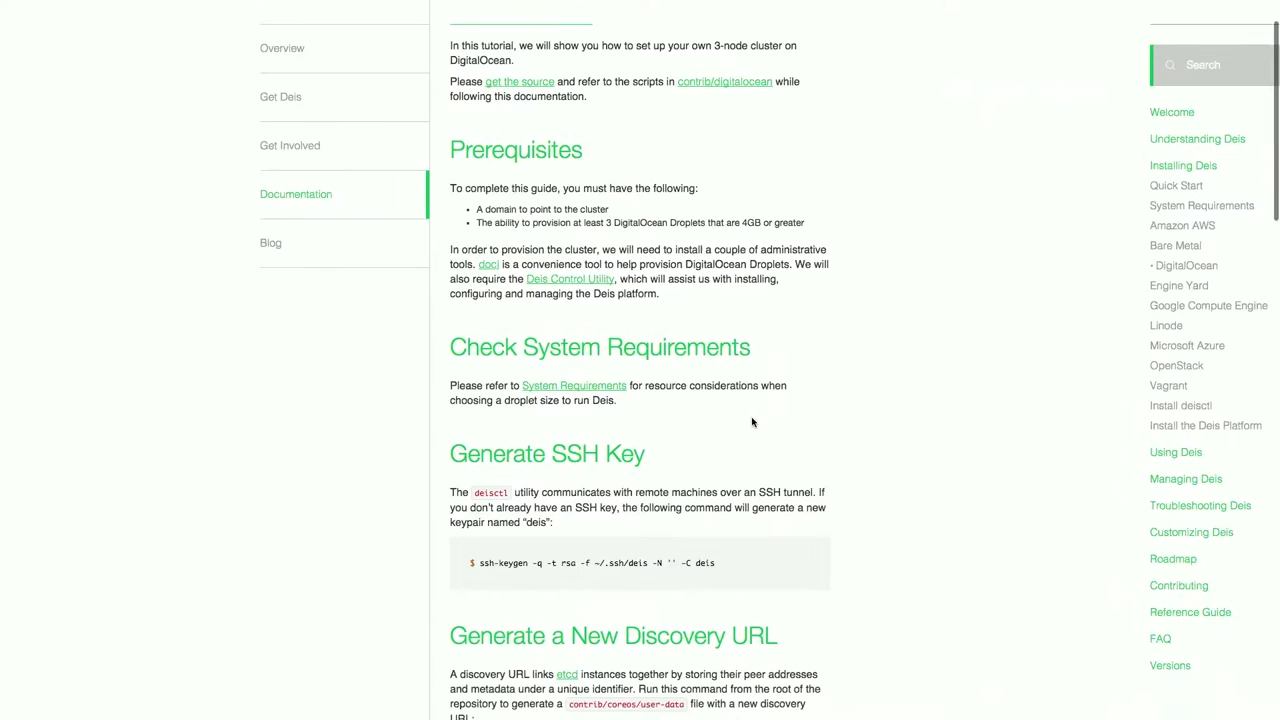 Overview
Get Deis
Get Involved
Documentation
Blog
In this tutorial, we will show you how to set up your own 3-node cluster on
DigitalOcean.
Please get the source and refer to the scripts in contrib/digitalocean while
following this documentation.
Prerequisites
To complete this guide, you must have the following:
• A domain to point to the cluster
• The ability to provision at least 3 DigitalOcean Droplets that are 4GB or greater
In order to provision the cluster, we will need to install a couple of administrative
tools. docl is a convenience tool to help provision DigitalOcean Droplets. We will
also require the Deis Control Utility, which will assist us with installing,
configuring and managing the Deis platform.
Check System Requirements
Please refer to System Requirements for resource considerations when
choosing a droplet size to run Deis.
Generate SSH Key
The deisctl utility communicates with remote machines over an SSH tunnel. If
you don't already have an SSH key, the following command will generate a new
keypair named “deis”:
$ ssh-keygen -q -t rsa -f ~/.ssh/deis -N '' -C deis
Generate a New Discovery URL
A discovery URL links etcd instances together by storing their peer addresses
and metadata under a unique identifier. Run this command from the root of the
repository to generate a contrib/coreos/user-data file with a new discovery
URL:
Search
Welcome
Understanding Deis
Installing Deis
Quick Start
System Requirements
Amazon AWS
Bare Metal
• DigitalOcean
Engine Yard
Google Compute Engine
Linode
Microsoft Azure
OpenStack
Vagrant
Install deisctl
Install the Deis Platform
Using Deis
Managing Deis
Troubleshooting Deis
Customizing Deis
Roadmap
Contributing
Reference Guide
FAQ
Versions